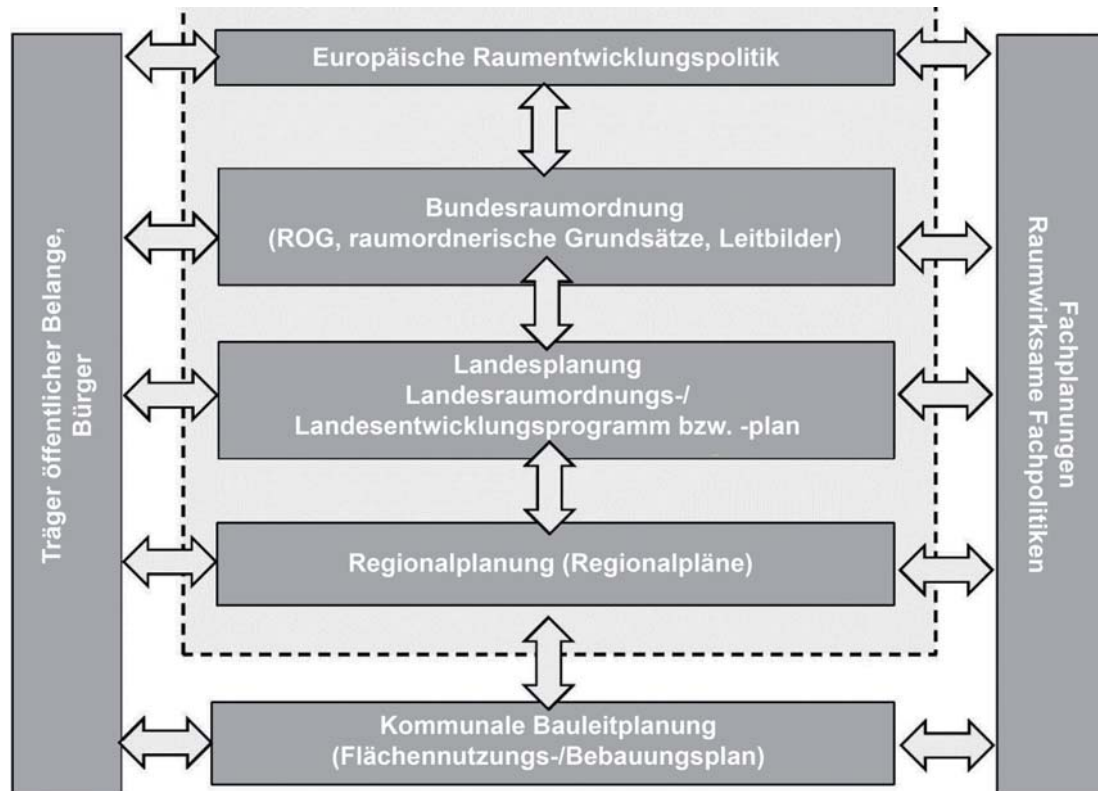 Träger öffentlicher Belange,
Bürger
Europäische Raumentwicklungspolitik
Bundesraumordnung
(ROG, raumordnerische Grundsätze, Leitbilder)
Landesplanung
Landesraumordnungs-/
Landesentwicklungsprogramm bzw. -plan
Regionalplanung (Regionalpläne)
Kommunale Bauleitplanung
(Flächennutzungs-/Bebauungsplan)
Fachplanungen
Raumwirksame Fachpolitiken